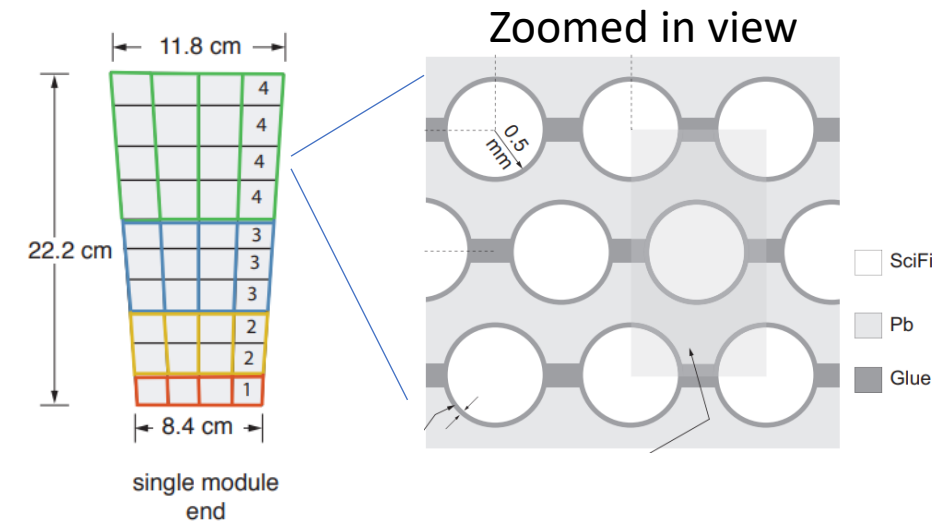 Zoomed in view
11.8 cm
4
4
4
4
3
3
3
2
2
1
22.2 cm
8.4 cm
single module
end
0.5
mm
SciFi
Pb
Glue